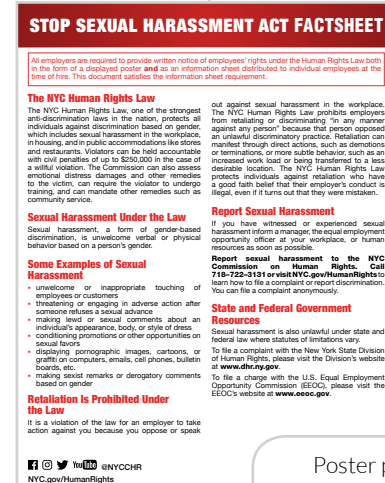 STOP SEXUAL HARASSMENT ACT FACTSHEET
All employers are required to provide written notice of employees' rights under the Human Rights Law both
in the form of a displayed poster and as an information sheet distributed to individual employees at the
time of hire. This document satisfies the information sheet requirement.
The NYC Human Rights Law
The NYC Human Rights Law, one of the strongest
anti-discrimination laws in the nation, protects all
individuals against discrimination based on gender,
which includes sexual harassment in the workplace,
in housing, and in public accommodations like stores
and restaurants. Violators can be held accountable
with civil penalties of up to $250,000 in the case of
a willful violation. The Commission can also assess
emotional distress damages and other remedies
to the victim, can require the violator to undergo
training, and can mandate other remedies such as
community service.
Sexual Harassment Under the Law
Sexual harassment, a form of gender-based
discrimination, is unwelcome verbal or physical
behavior based on a person's gender.
Some Examples of Sexual
Harassment
• unwelcome or inappropriate touching of
employees or customers
• threatening or engaging in adverse action after
someone refuses a sexual advance
• making lewd or sexual comments about an
individual's appearance, body, or style of dress
• conditioning promotions or other opportunities on
sexual favors
• displaying pornographic images, cartoons, or
graffiti on computers, emails, cell phones, bulletin
boards, etc.
• making sexist remarks or derogatory comments
based on gender
Retaliation Is Prohibited Under
the Law
It is a violation of the law for an employer to take
action against you because you oppose or speak
out against sexual harassment in the workplace.
The NYC Human Rights Law prohibits employers
from retaliating or discriminating "in any manner
against any person" because that person opposed
an unlawful discriminatory practice. Retaliation can
manifest through direct actions, such as demotions
or terminations, or more subtle behavior, such as an
increased work load or being transferred to a less
desirable location. The NYC Human Rights Law
protects individuals against retaliation who have
a good faith belief that their employer's conduct is
illegal, even if it turns out that they were mistaken.
Report Sexual Harassment
If you have witnessed or experienced sexual
harassment inform a manager, the equal employment
opportunity officer at your workplace, or human
resources as soon as possible.
Report sexual harassment to the NYC
Commission on Human Rights. Call
718-722-3131 or visit NYC.gov/HumanRights to
learn how to file a complaint or report discrimination.
You can file a complaint anonymously.
State and Federal Government
Resources
Sexual harassment is also unlawful under state and
federal law where statutes of limitations vary.
To file a complaint with the New York State Division
of Human Rights, please visit the Division's website
at www.dhr.ny.gov.
To file a charge with the U.S. Equal Employment
Opportunity Commission (EEOC), please visit the
EEOC's website at www.eeoc.gov.
YouTube @NYCCHR
NYC.gov/HumanRights
Poster p